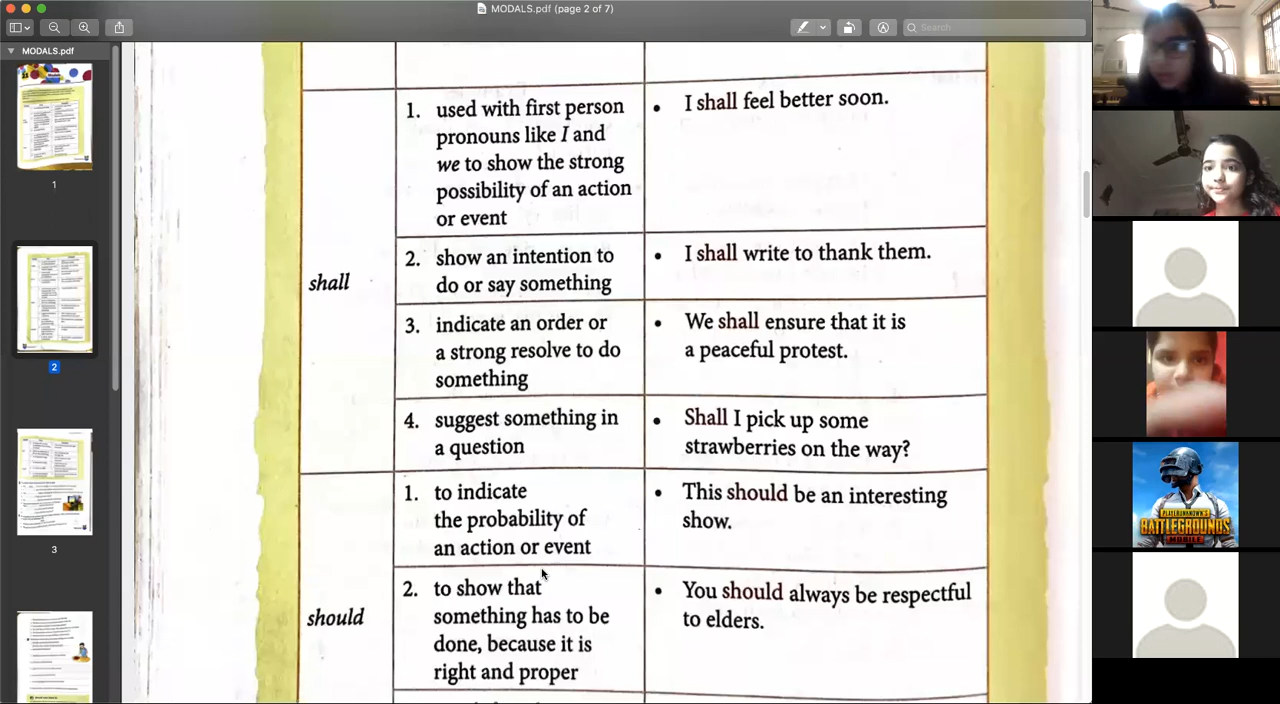 MODALS.pdf (page 2 of 7)
Search
MODALS.pdf
1
2
3
shall
1. used with first person
pronouns like I and
we to show the strong
possibility of an action
or event
• I shall feel better soon.
2. show an intention to
do or say something
• I shall write to thank them.
3. indicate an order or
a strong resolve to do
something
• We shall ensure that it is
a peaceful protest.
4. suggest something in
a question
• Shall I pick up some
strawberries on the way?
should
1. to indicate
the probability of
an action or event
• This should be an interesting
show.
2. to show that
something has to be
done, because it is
right and proper
• You should always be respectful
to elders.
PLAYERUNKNOWN'S
BATTLEGROUNDS
MOBILE